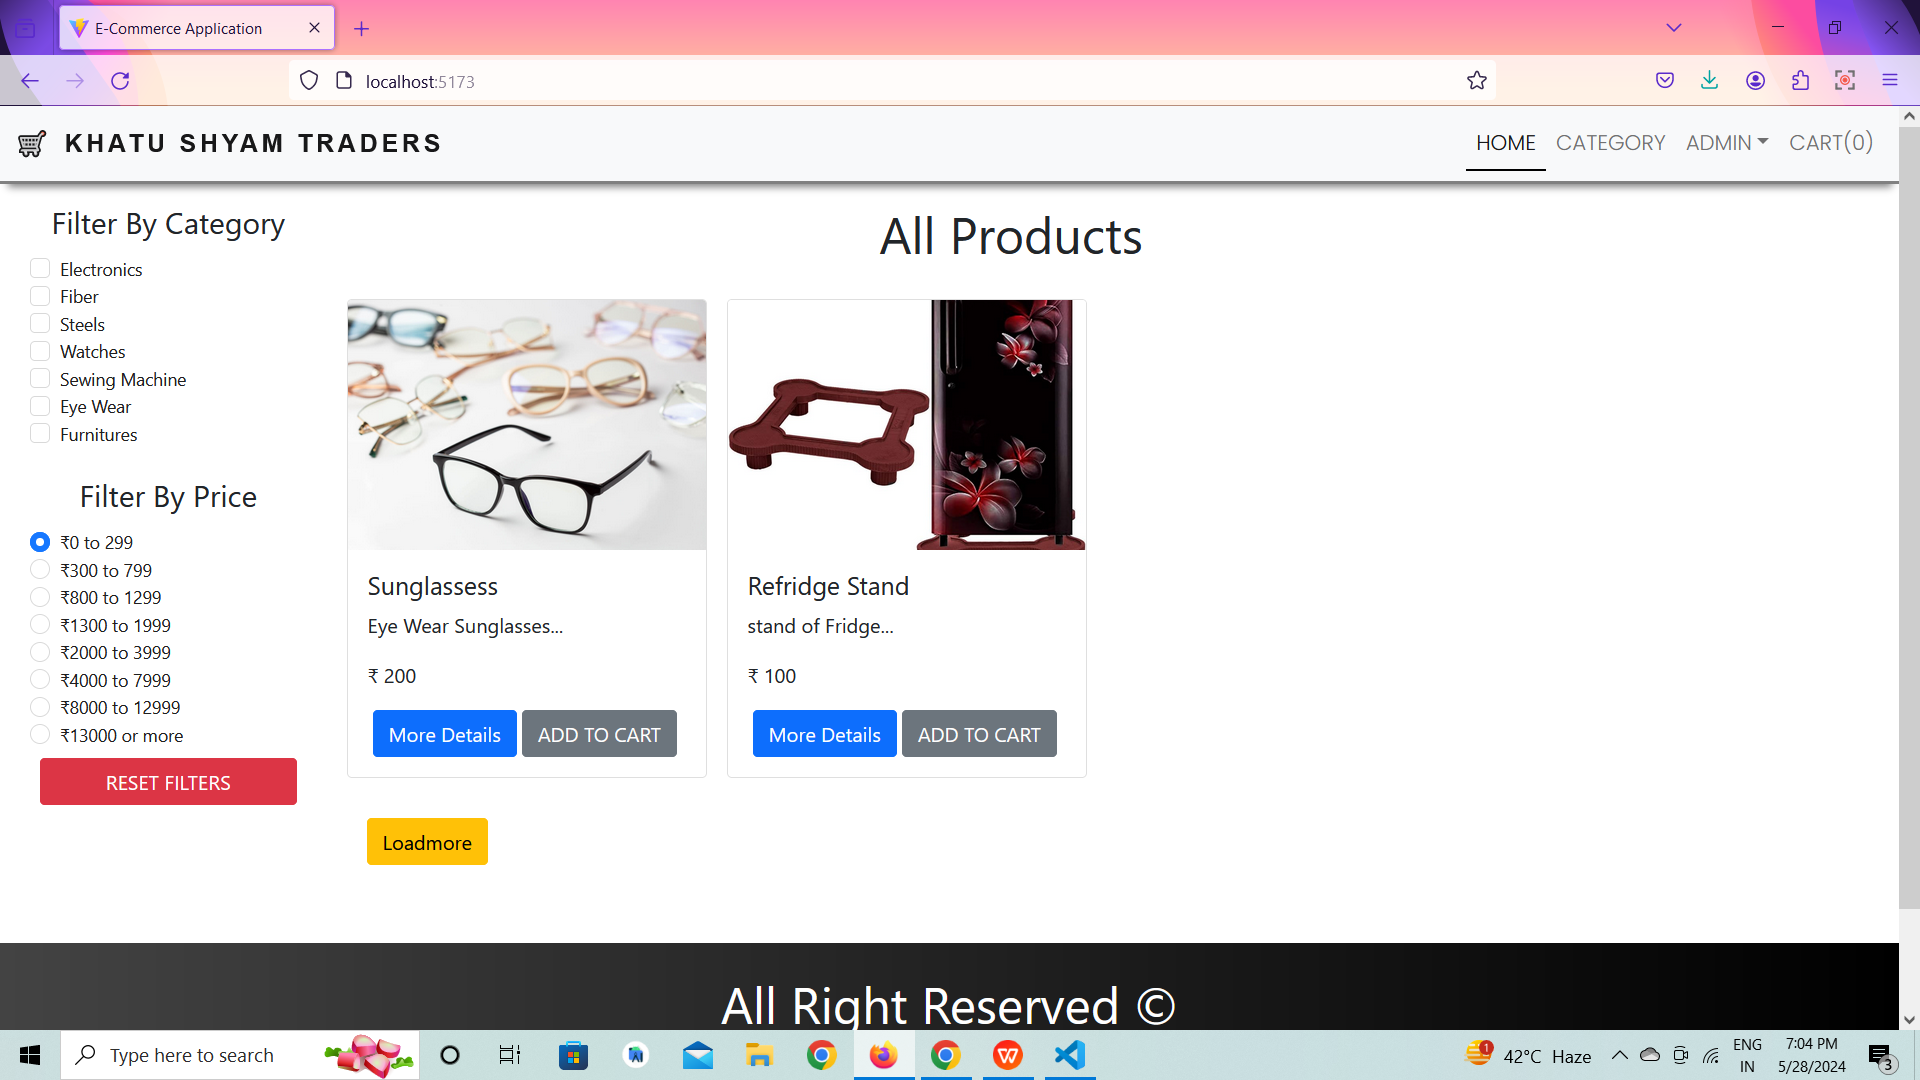 E-Commerce Application
localhost:5173
KHATU SHYAM TRADERS
HOME CATEGORY ADMIN CART(0)
Filter By Category
Electronics
Fiber
Steels
Watches
Sewing Machine
Eye Wear
Furnitures
Filter By Price
₹0 to 299
₹300 to 799
₹800 to 1299
₹1300 to 1999
₹2000 to 3999
₹4000 to 7999
₹8000 to 12999
₹13000 or more
RESET FILTERS
All Products
Sunglassess
Eye Wear Sunglasses...
₹ 200
More Details ADD TO CART
Refridge Stand
stand of Fridge...
₹ 100
More Details ADD TO CART
Loadmore
All Right Reserved ©
Type here to search
1
42°C Haze
ENG
IN
7:04 PM
5/28/2024
3